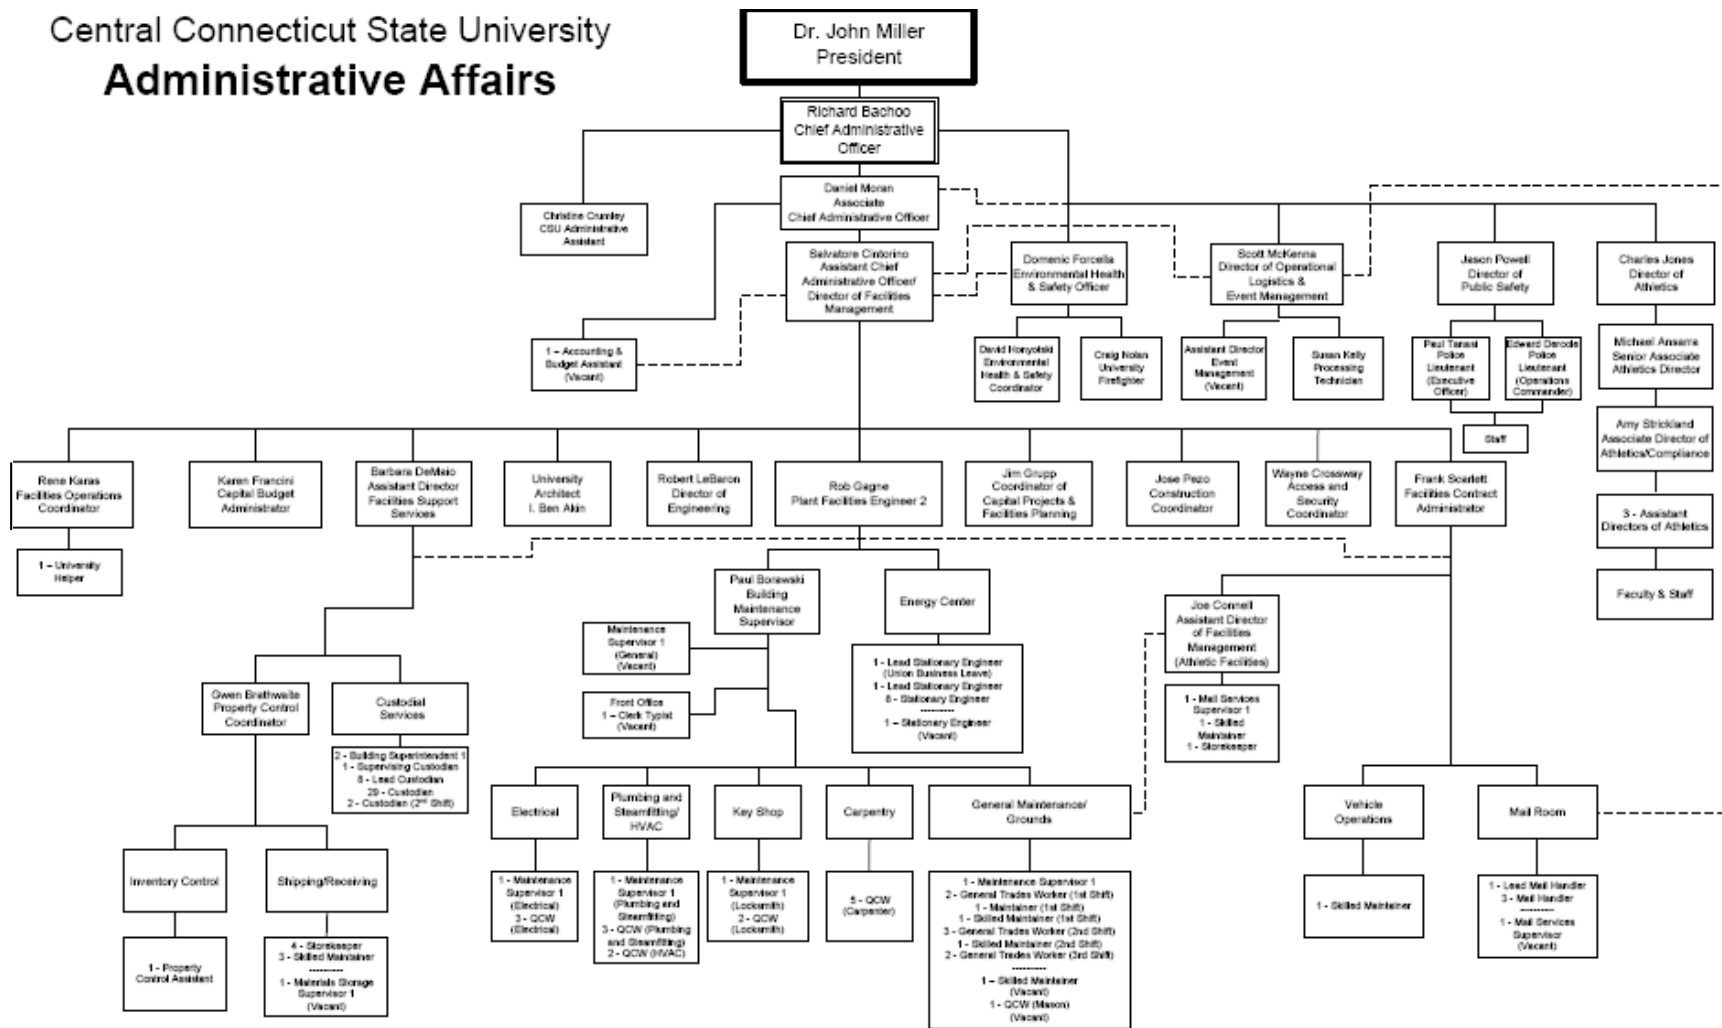 Central Connecticut State University
Administrative Affairs
Dr. John Miller
President
Richard Bachoo
Chief Administrative
Officer
Daniel Moran
Associate
Chief Administrative Officer
Christine Crumley
CSU Administrative
Assistant
Salvatore Cintorino
Assistant Chief
Administrative Officer/
Director of Facilities
Management
Domenic Forcella
Environmental Health
& Safety Officer
Scott McKenna
Director of Operational
Logistics &
Event Management
Jason Powell
Director of
Public Safety
Charles Jones
Director of
Athletics
1 – Accounting &
Budget Assistant
(Vacant)
David Honyotski
Environmental
Health & Safety
Coordinator
Craig Nolan
University
Firefighter
Assistant Director
Event
Management
(Vacant)
Susan Kelly
Processing
Technician
Paul Tanasi
Police
Lieutenant
(Executive
Officer)
Edward Dercole
Police
Lieutenant
(Operations
Commander)
Staff
Michael Ansarra
Senior Associate
Athletics Director
Amy Strickland
Associate Director of
Athletics/Compliance
3 - Assistant
Directors of Athletics
Faculty & Staff
Rene Karas
Facilities Operations
Coordinator
1 – University
Helper
Karen Francini
Capital Budget
Administrator
Barbara DeMaio
Assistant Director
Facilities Support
Services
University
Architect
I. Ben Akin
Robert LeBaron
Director of
Engineering
Rob Gagne
Plant Facilities Engineer 2
Jim Grupp
Coordinator of
Capital Projects &
Facilities Planning
Jose Pezo
Construction
Coordinator
Wayne Crossway
Access and
Security
Coordinator
Frank Scarlett
Facilities Contract
Administrator
Paul Borawski
Building
Maintenance
Supervisor
Energy Center
Joe Connell
Assistant Director
of Facilities
Management
(Athletic Facilities)
Maintenance
Supervisor 1
(General)
(Vacant)
Front Office
1 – Clerk Typist
(Vacant)
1 - Lead Stationary Engineer
(Union Business Leave)
1 - Lead Stationary Engineer
8 - Stationary Engineer
----------
1 – Stationary Engineer
(Vacant)
1 - Mail Services
Supervisor 1
1 - Skilled
Maintainer
1 - Storekeeper
Gwen Brathwaite
Property Control
Coordinator
Custodial
Services
2 - Building Superintendent 1
1 - Supervising Custodian
8 - Lead Custodian
29 - Custodian
2 - Custodian (2nd Shift)
Electrical
Plumbing and
Steamfitting/
HVAC
Key Shop
Carpentry
General Maintenance/
Grounds
Vehicle
Operations
Mail Room
Inventory Control
Shipping/Receiving
1 - Maintenance
Supervisor 1
(Electrical)
3 - QCW
(Electrical)
1 - Maintenance
Supervisor 1
(Plumbing and
Steamfitting)
3 - QCW (Plumbing
and Steamfitting)
2 - QCW (HVAC)
1 - Maintenance
Supervisor 1
(Locksmith)
2 - QCW
(Locksmith)
5 - QCW
(Carpenter)
1 - Maintenance Supervisor 1
2 - General Trades Worker (1st Shift)
1 - Maintainer (1st Shift)
1 - Skilled Maintainer (1st Shift)
3 - General Trades Worker (2nd Shift)
1 - Skilled Maintainer (2nd Shift)
2 - General Trades Worker (3rd Shift)
----------
1 – Skilled Maintainer
(Vacant)
1 - QCW (Mason)
(Vacant)
1 - Skilled Maintainer
1 - Lead Mail Handler
3 - Mail Handler
----------
1 - Mail Services
Supervisor
(Vacant)
1 - Property
Control Assistant
4 - Storekeeper
3 - Skilled Maintainer
----------
1 - Materials Storage
Supervisor 1
(Vacant)